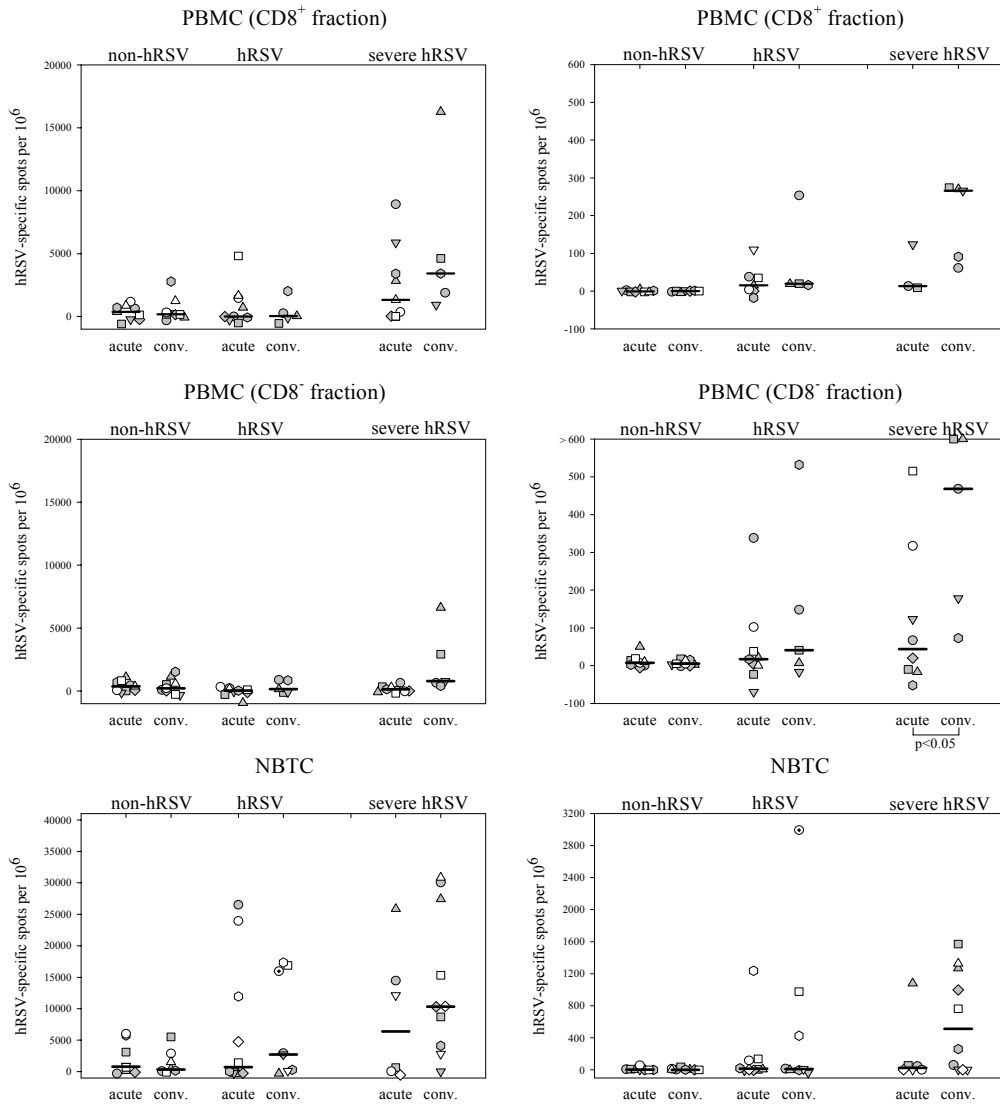 PBMC (CD8+ fraction)
non-hRSV hRSV severe hRSV
hRSV-specific spots per 10^6
20000
15000
10000
5000
0
acute conv. acute conv. acute conv.
PBMC (CD8+ fraction)
non-hRSV hRSV severe hRSV
hRSV-specific spots per 10^6
600
500
400
300
200
100
0
-100
acute conv. acute conv. acute conv.
PBMC (CD8- fraction)
non-hRSV hRSV severe hRSV
hRSV-specific spots per 10^6
20000
15000
10000
5000
0
acute conv. acute conv. acute conv.
PBMC (CD8- fraction)
non-hRSV hRSV severe hRSV
hRSV-specific spots per 10^6
>600
500
400
300
200
100
0
-100
acute conv. acute conv. acute conv.
p<0.05
NBTC
non-hRSV hRSV severe hRSV
hRSV-specific spots per 10^6
40000
35000
30000
25000
20000
15000
10000
5000
0
acute conv. acute conv. acute conv.
NBTC
non-hRSV hRSV severe hRSV
hRSV-specific spots per 10^6
3200
2800
2400
2000
1600
1200
800
400
0
acute conv. acute conv. acute conv.